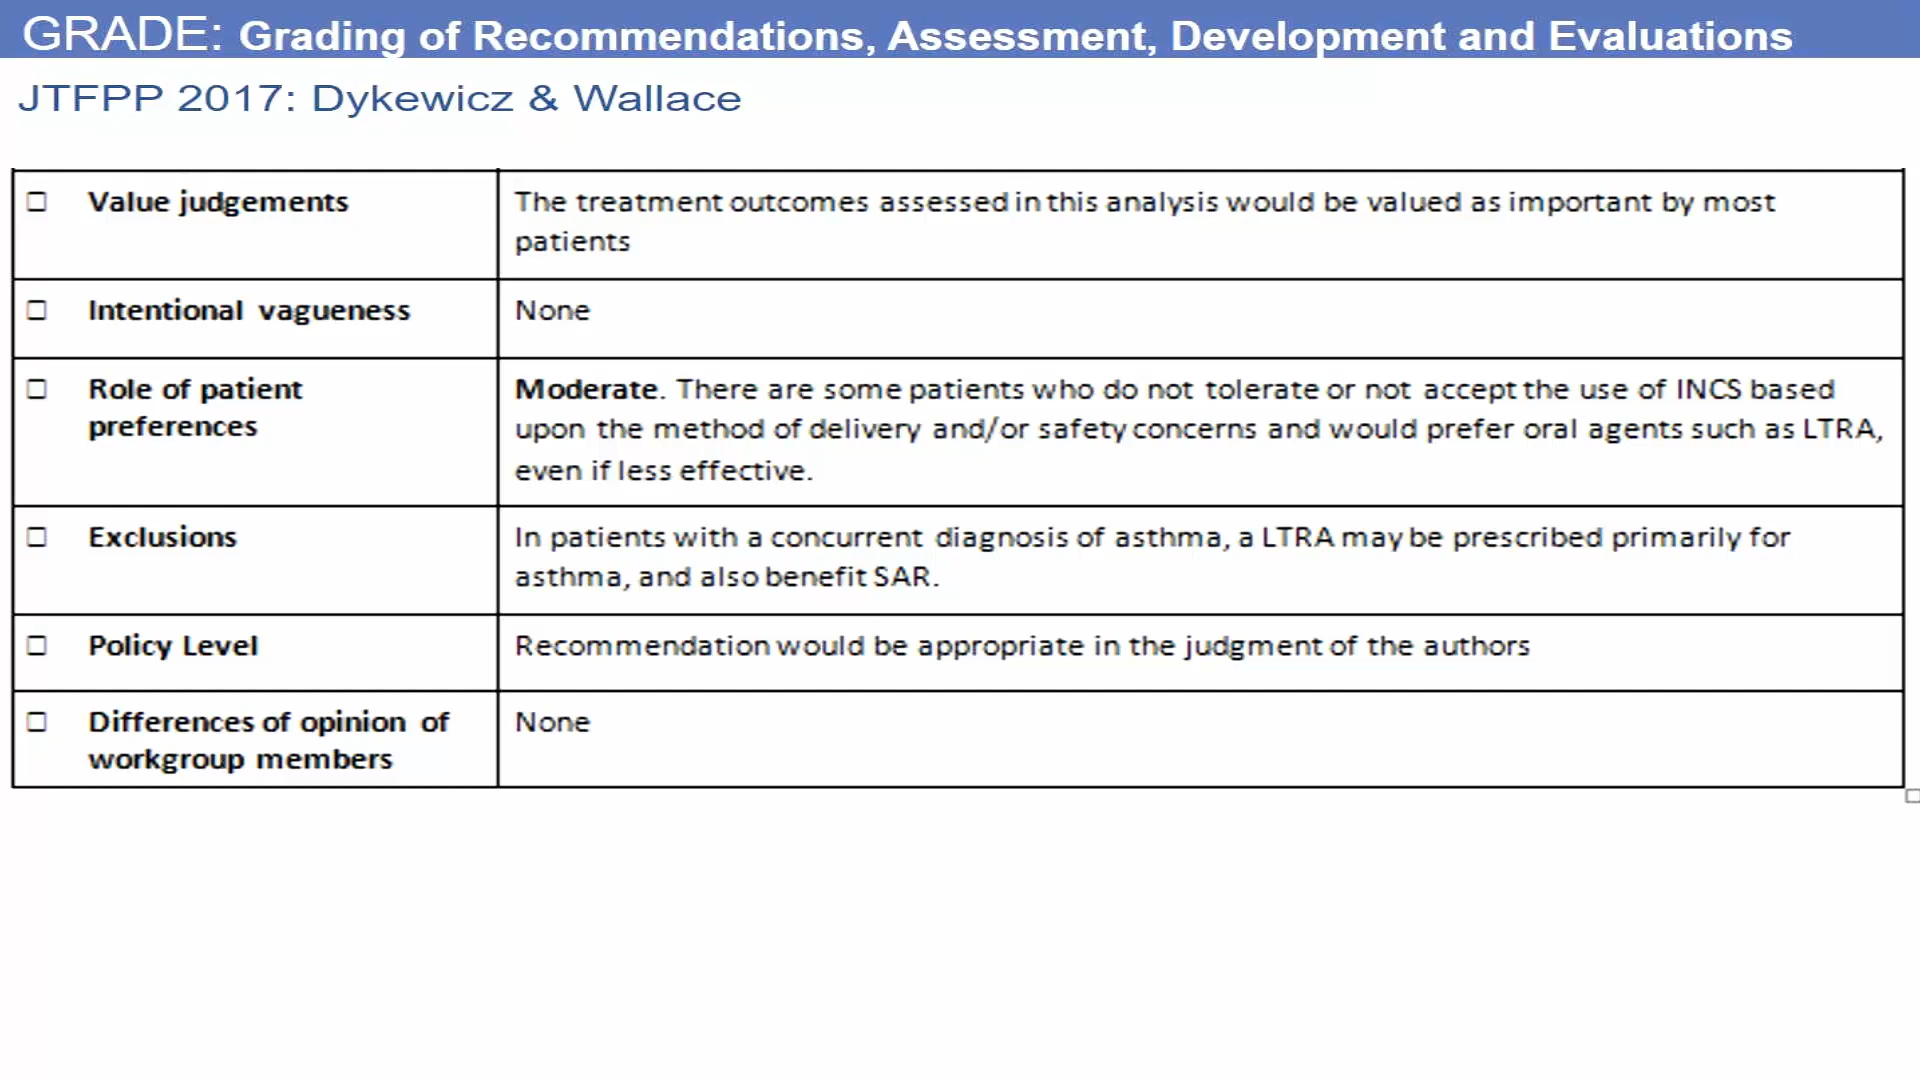 GRADE: Grading of Recommendations, Assessment, Development and Evaluations
JTFPP 2017: Dykewicz & Wallace
Value judgements
The treatment outcomes assessed in this analysis would be valued as important by most
patients
Intentional vagueness
None
Role of patient
preferences
Moderate. There are some patients who do not tolerate or not accept the use of INCS based
upon the method of delivery and/or safety concerns and would prefer oral agents such as LTRA,
even if less effective.
Exclusions
In patients with a concurrent diagnosis of asthma, a LTRA may be prescribed primarily for
asthma, and also benefit SAR.
Policy Level
Recommendation would be appropriate in the judgment of the authors
Differences of opinion of
workgroup members
None